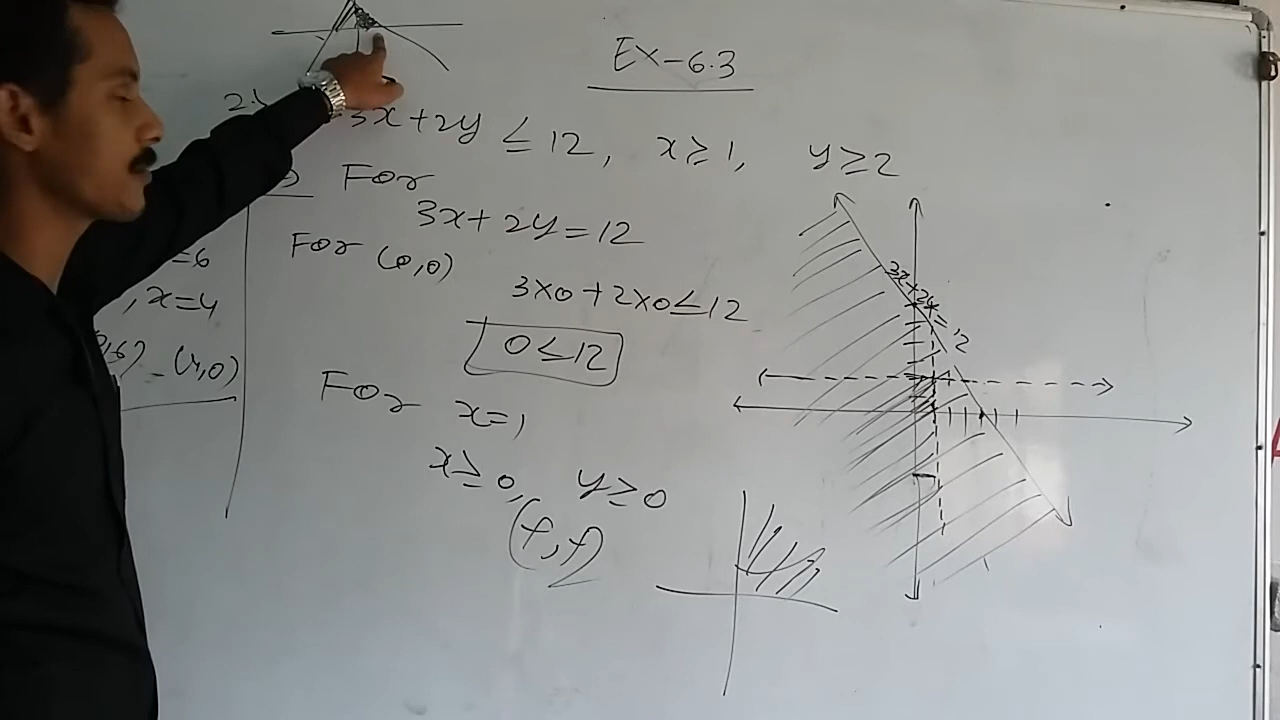 Ex-6.3
2.) 3x+2y ≤ 12, x ≥ 1, y ≥ 2
For
3x+2y=12
=6
, x=4
(4,0)
For (0,0)
3×0+2×0 ≤ 12
0 ≤ 12
For x=1
x ≥ 0, y ≥ 0
(+,+)
3x+2y=12